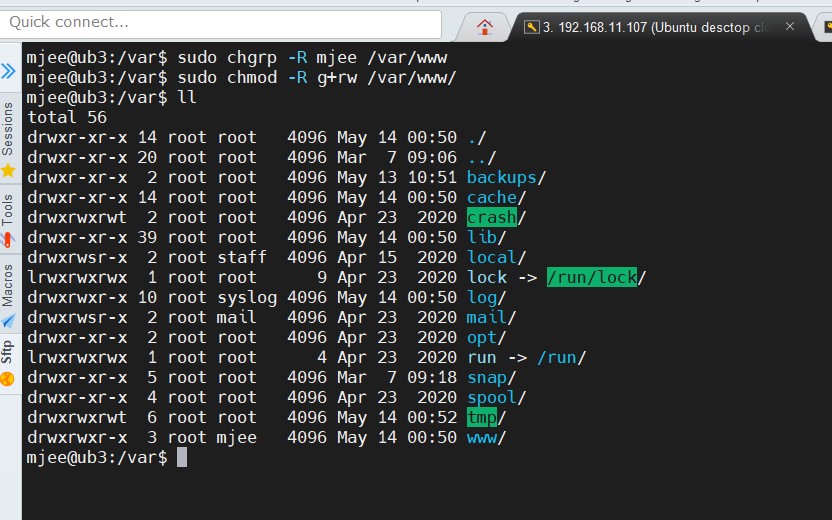 Quick connect...
3. 192.168.11.107 (Ubuntu desctop cl
Sessions
Tools
Macros
Sftp
mjee@ub3:/var$ sudo chgrp -R mjee /var/www
mjee@ub3:/var$ sudo chmod -R g+rw /var/www/
mjee@ub3:/var$ ll
total 56
drwxr-xr-x 14 root root   4096 May 14 00:50 ./
drwxr-xr-x 20 root root   4096 Mar  7 09:06 ../
drwxr-xr-x  2 root root   4096 May 13 10:51 backups/
drwxr-xr-x 14 root root   4096 May 14 00:50 cache/
drwxrwxrwt  2 root root   4096 Apr 23  2020 crash/
drwxr-xr-x 39 root root   4096 May 14 00:50 lib/
drwxrwsr-x  2 root staff  4096 Apr 15  2020 local/
lrwxrwxrwx  1 root root      9 Apr 23  2020 lock -> /run/lock/
drwxrwxr-x 10 root syslog 4096 May 14 00:50 log/
drwxrwsr-x  2 root mail   4096 Apr 23  2020 mail/
drwxr-xr-x  2 root root   4096 Apr 23  2020 opt/
lrwxrwxrwx  1 root root      4 Apr 23  2020 run -> /run/
drwxr-xr-x  5 root root   4096 Mar  7 09:18 snap/
drwxr-xr-x  4 root root   4096 Apr 23  2020 spool/
drwxrwxrwt  6 root root   4096 May 14 00:52 tmp/
drwxrwxr-x  3 root mjee   4096 May 14 00:50 www/
mjee@ub3:/var$